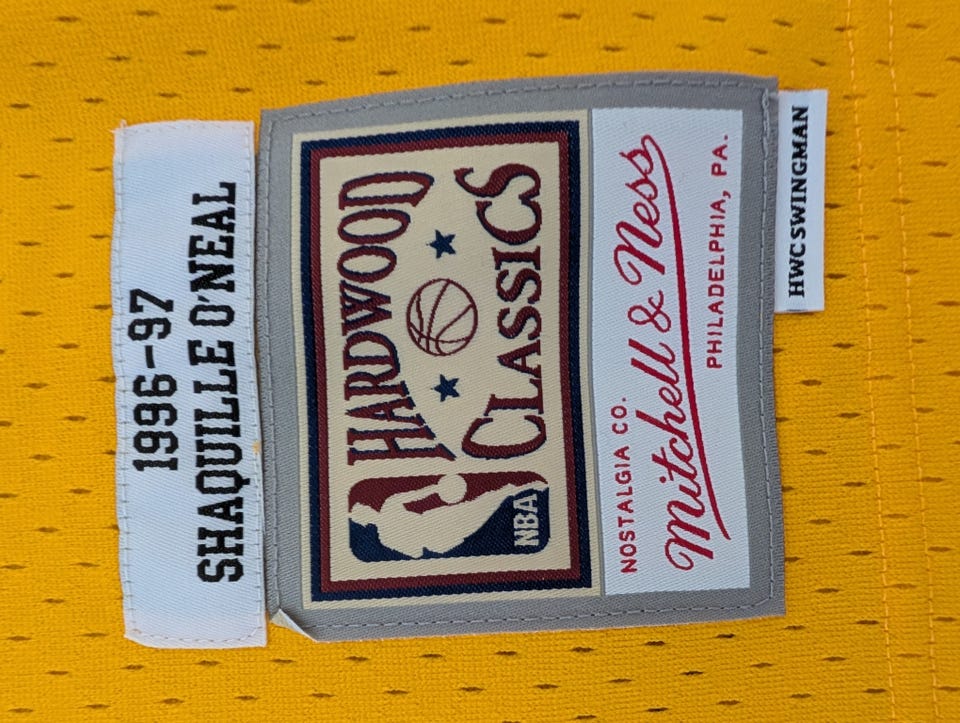 1996-97
SHAQUILLE O'NEAL
HARDWOOD
CLASSICS
NBA
NOSTALGIA CO.
Mitchell & Ness
PHILADELPHIA, PA.
HWC SWINGMAN